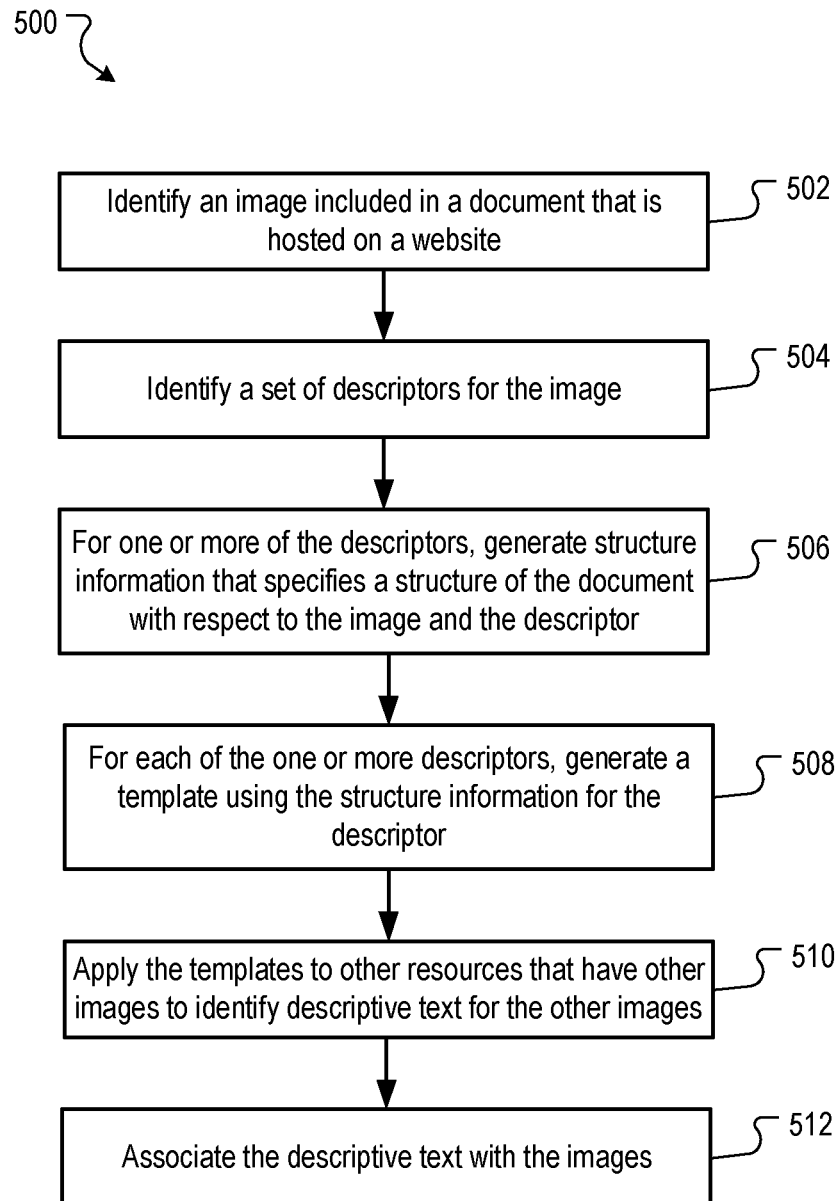 500
Identify an image included in a document that is
hosted on a website
502
Identify a set of descriptors for the image
504
For one or more of the descriptors, generate structure
information that specifies a structure of the document
with respect to the image and the descriptor
506
For each of the one or more descriptors, generate a
template using the structure information for the
descriptor
508
Apply the templates to other resources that have other
images to identify descriptive text for the other images
510
Associate the descriptive text with the images
512